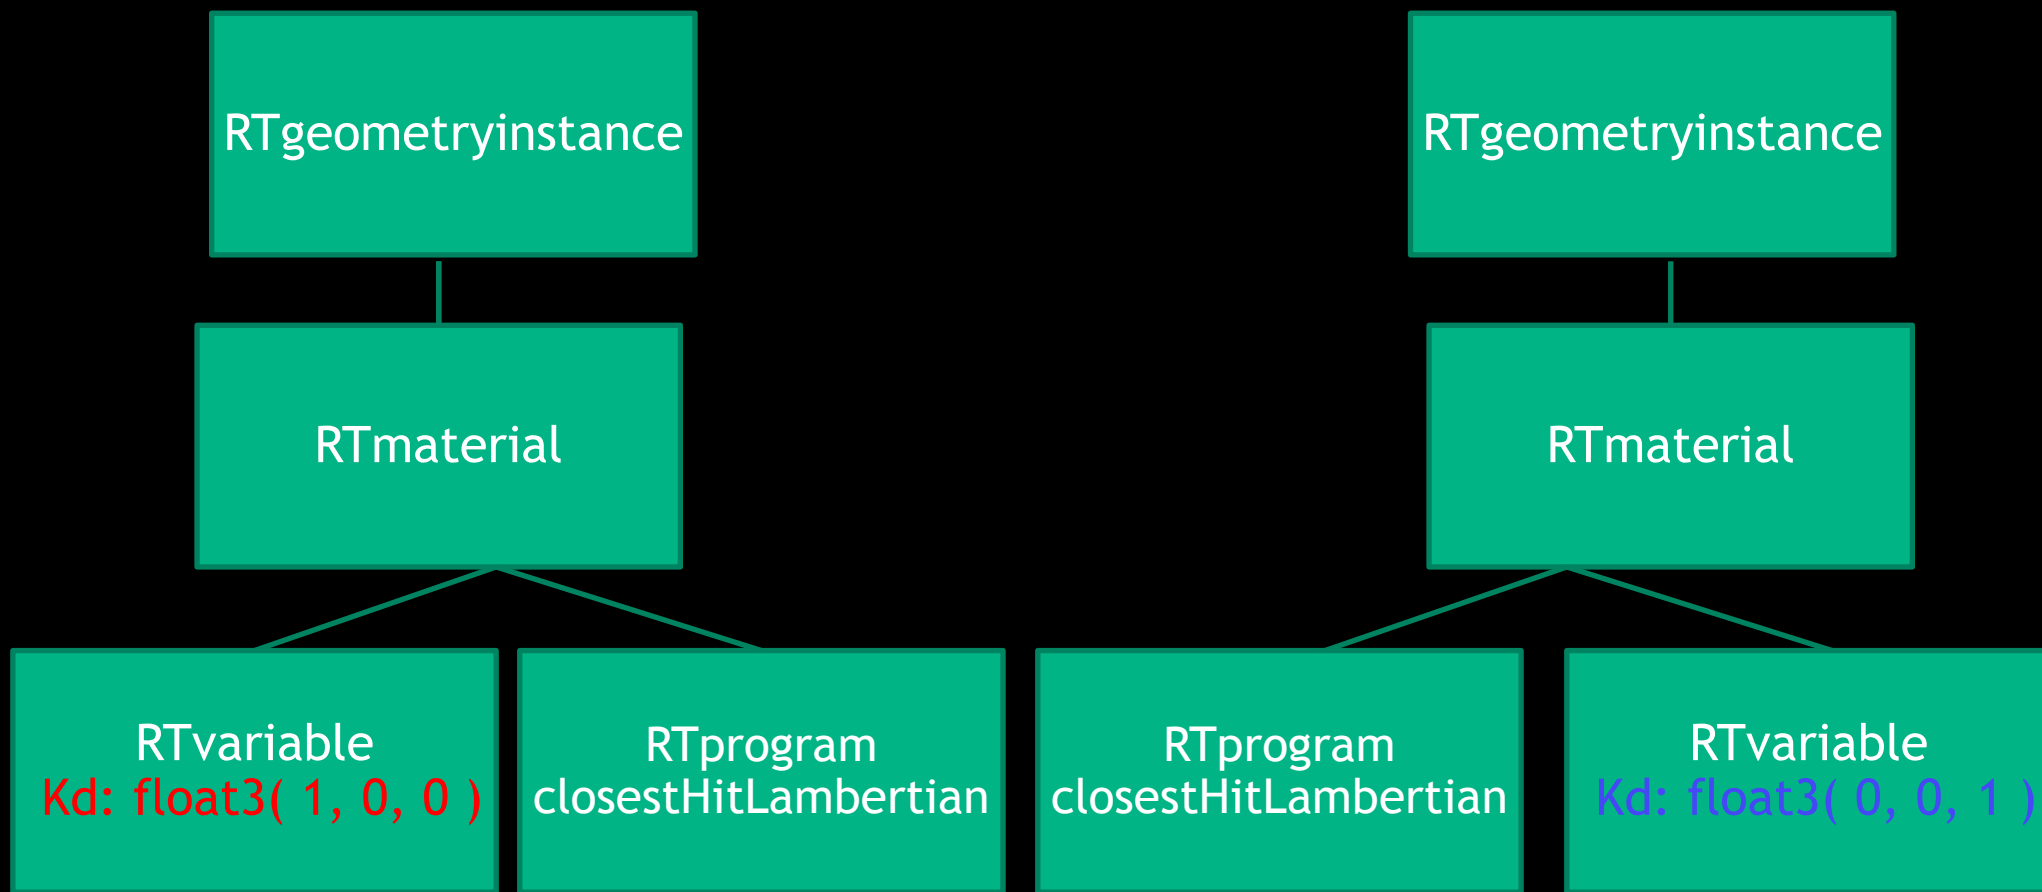 RTgeometryinstance
RTgeometryinstance
RTmaterial
RTmaterial
RTvariable
Kd: float3( 1, 0, 0 )
RTprogram
closestHitLambertian
RTprogram
closestHitLambertian
RTvariable
Kd: float3( 0, 0, 1 )